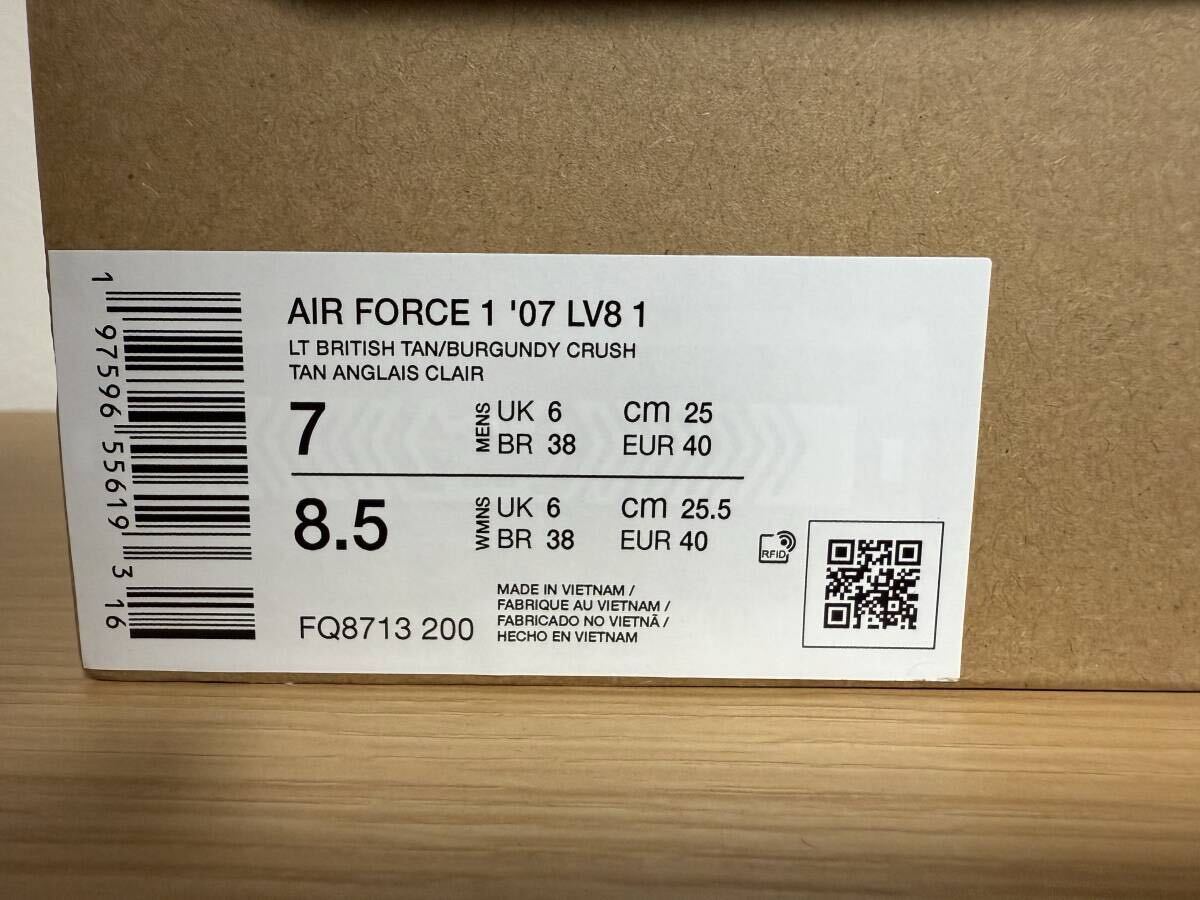 1 97596 55619 3 16
AIR FORCE 1 '07 LV8 1
LT BRITISH TAN/BURGUNDY CRUSH
TAN ANGLAIS CLAIR
7 MENS UK 6 cm 25
BR 38 EUR 40
8.5 WMNS UK 6 cm 25.5
BR 38 EUR 40
RFID
FQ8713 200
MADE IN VIETNAM /
FABRIQUE AU VIETNAM /
FABRICADO NO VIETNÃ /
HECHO EN VIETNAM